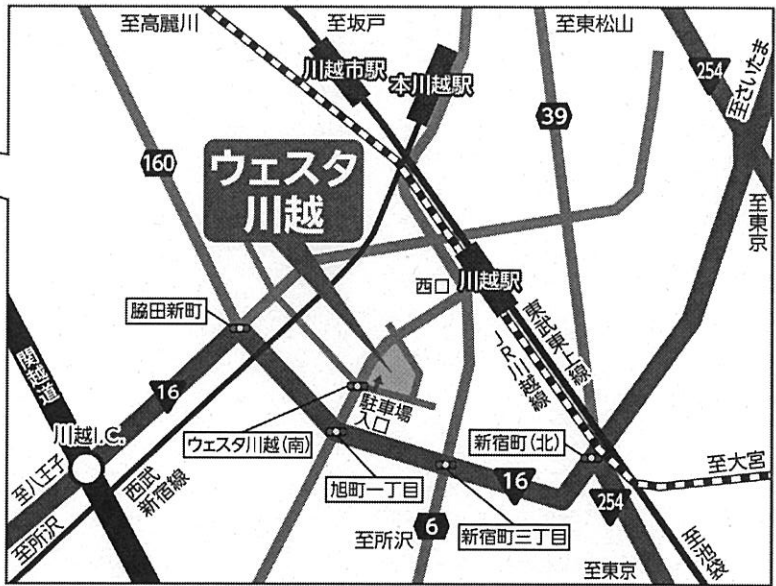 至高麗川
至坂戸
至東松山
川越市駅
本川越駅
254
至さいたま
39
160
ウェスタ
川越
至東京
川越駅
西口
脇田新町
東武東上線
JR川越線
関越道
16
駐車場
入口
川越I.C.
ウェスタ川越(南)
新宿町(北)
至大宮
至八王子
西武
新宿線
旭町一丁目
16
254
至所沢
至所沢
6
新宿町三丁目
至池袋
至東京